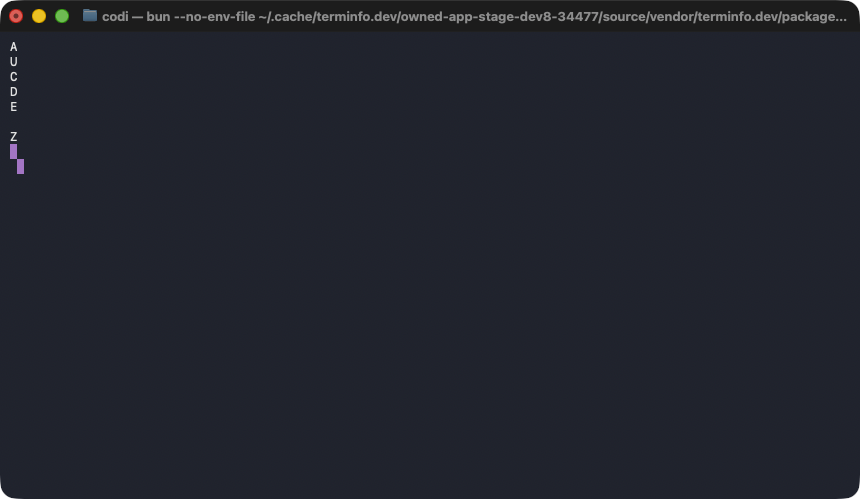 codi — bun --no-env-file ~/.cache/terminfo.dev/owned-app-stage-dev8-34477/source/vendor/terminfo.dev/package...
A
U
C
D
E
Z